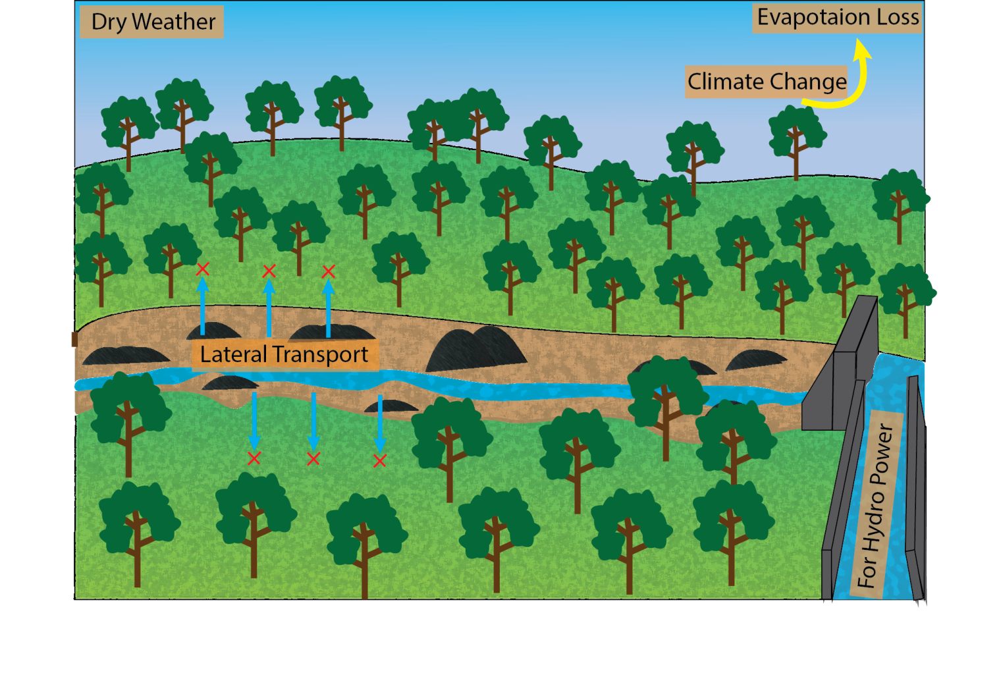 Dry Weather
Evapotaion Loss
Climate Change
Lateral Transport
For Hydro Power